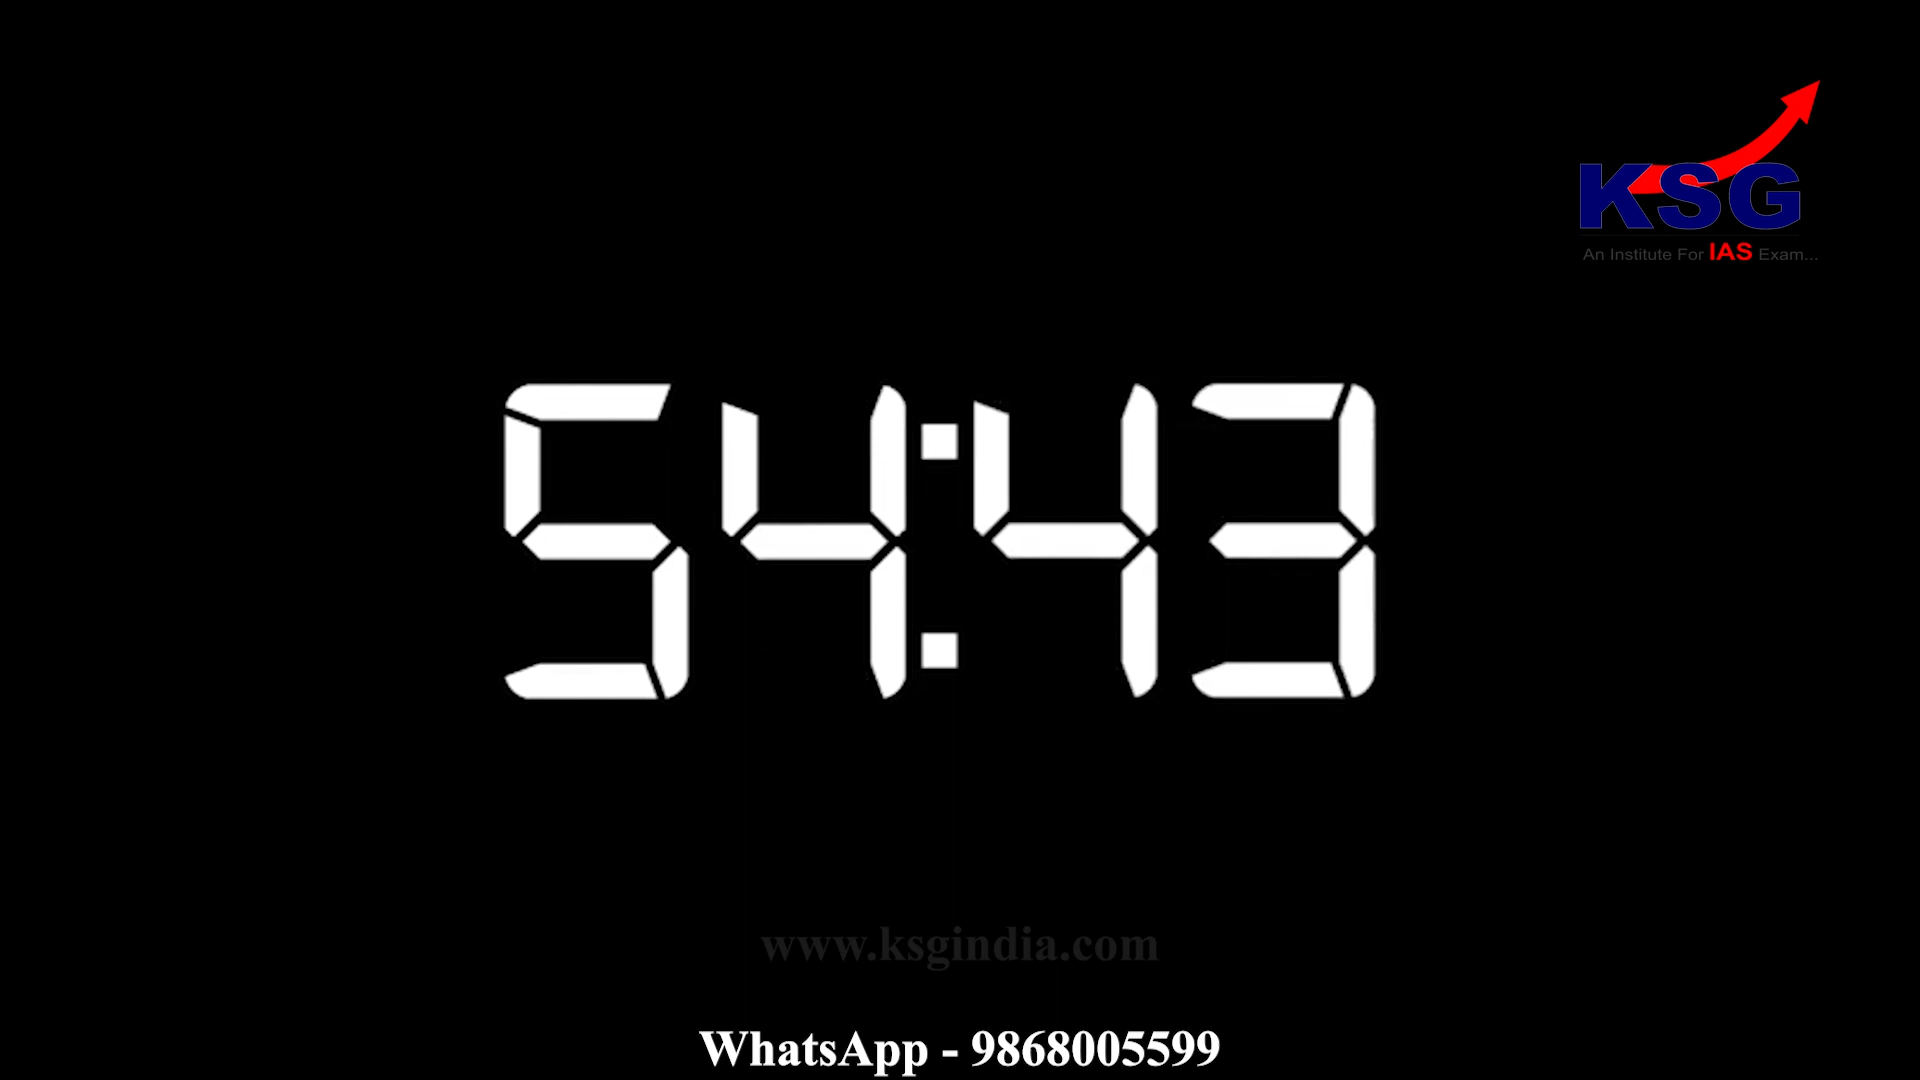 KSG
An Institute For IAS Exam...
54:43
www.ksgindia.com
WhatsApp - 9868005599